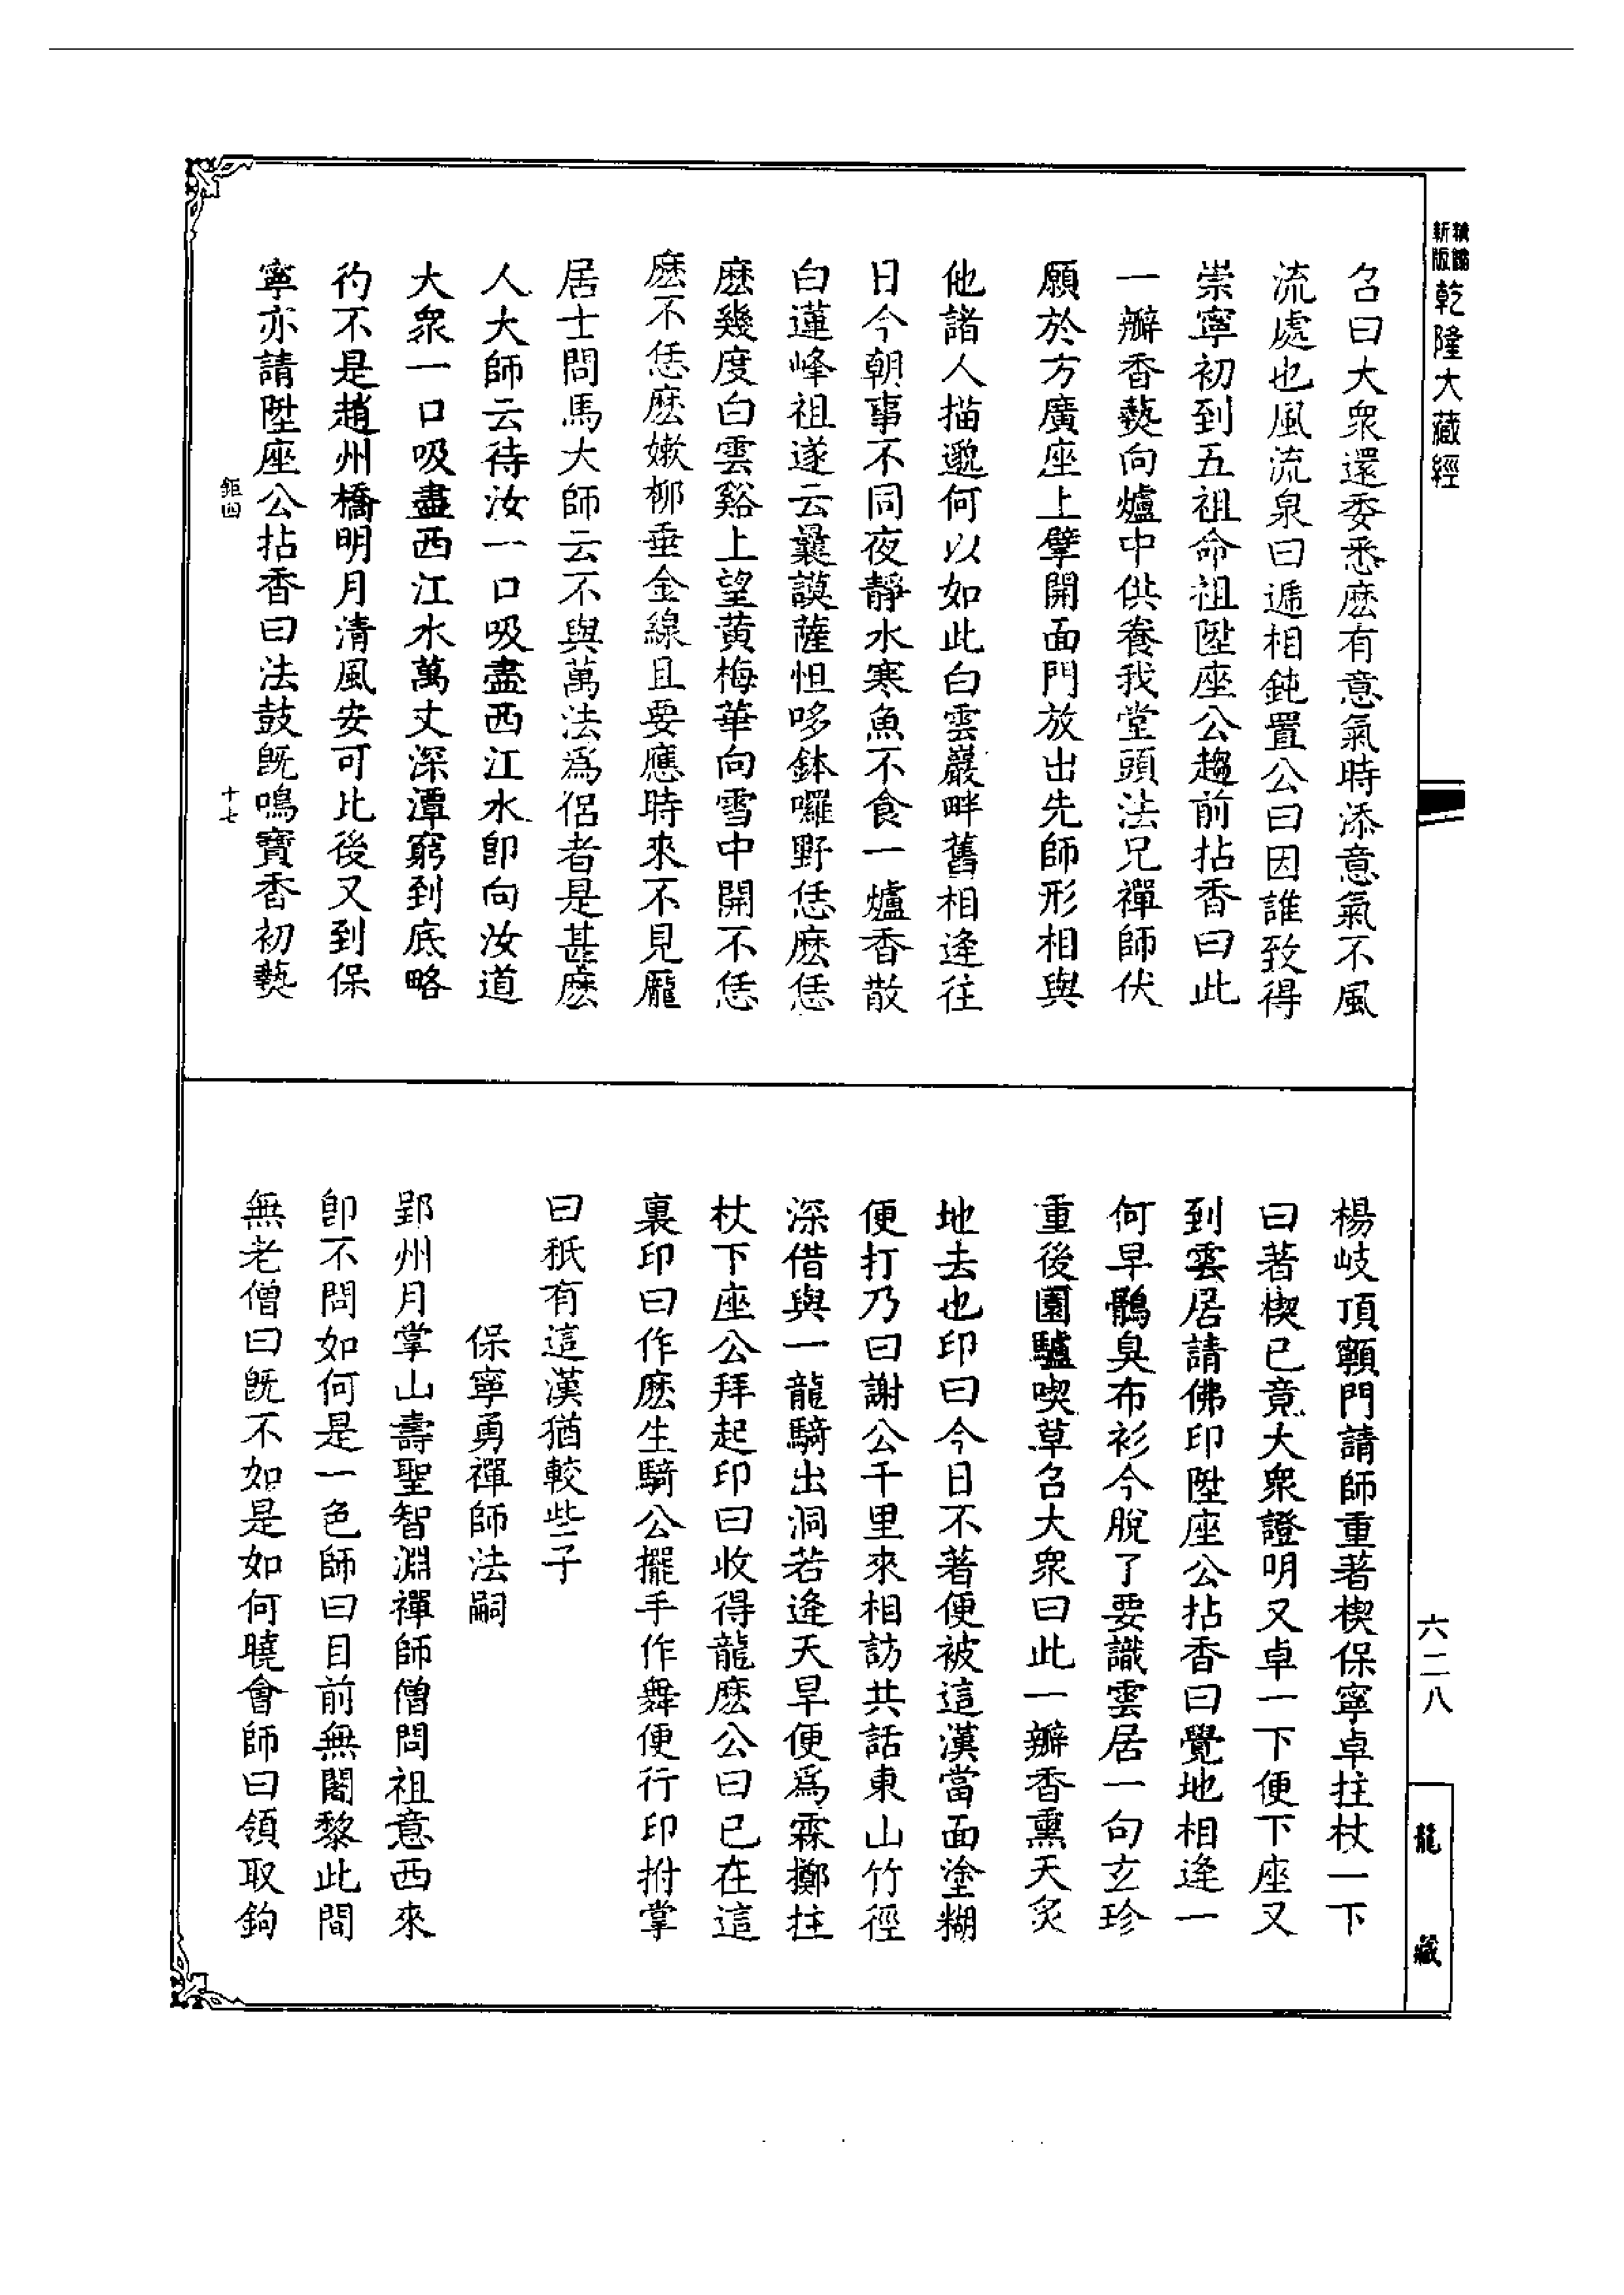 新版
精鐫
乾隆大藏經
召曰大衆還委悉麽有意氣時添意氣不風
流處也風流泉曰遞相鈍置公曰因誰致得
崇寧初到五祖命祖陞座公趨前拈香曰此
一瓣香爇向爐中供養我堂頭法兄禪師伏
願於方廣座上擘開面門放出先師形相與
他諸人描邈何以如此白雲巖畔舊相逢往
日今朝事不同夜靜水寒魚不食一爐香散
白蓮峰祖遂云曩謨薩怛哆鉢囉野恁麽恁
麽幾度白雲谿上望黃梅華向雪中開不恁
麽不恁麽嫰柳垂金線且要應時來不見龐
居士問馬大師云不與萬法爲侶者是甚麽
人大師云待汝一口吸盡西江水卽向汝道
大衆一口吸盡西江水萬丈深潭窮到底略
彴不是趙州橋明月清風安可比後又到保
寧亦請陞座公拈香曰法鼓旣鳴寶香初爇
鉅四
十七
楊岐頂𩕳門請師重著楔保寧卓拄杖一下
曰著楔已竟大衆證明又卓一下便下座又
到雲居請佛印陞座公拈香曰覺地相逢一
何早鶻臭布衫今脫了要識雲居一句玄珍
重後園驢喫草召大衆曰此一瓣香熏天炙
地去也印曰今日不著便被這漢當面塗糊
便打乃曰謝公千里來相訪共話東山竹徑
深借與一龍騎出洞若逢天旱便爲霖擲拄
杖下座公拜起印曰收得龍麽公曰已在這
裏印曰作麽生騎公擺手作舞便行印拊掌
曰秖有這漢猶較些子
保寧勇禪師法嗣
郢州月掌山壽聖智淵禪師僧問祖意西來
卽不問如何是一色師曰目前無闍黎此間
無老僧曰旣不如是如何曉會師曰領取鉤
六二八
龍藏